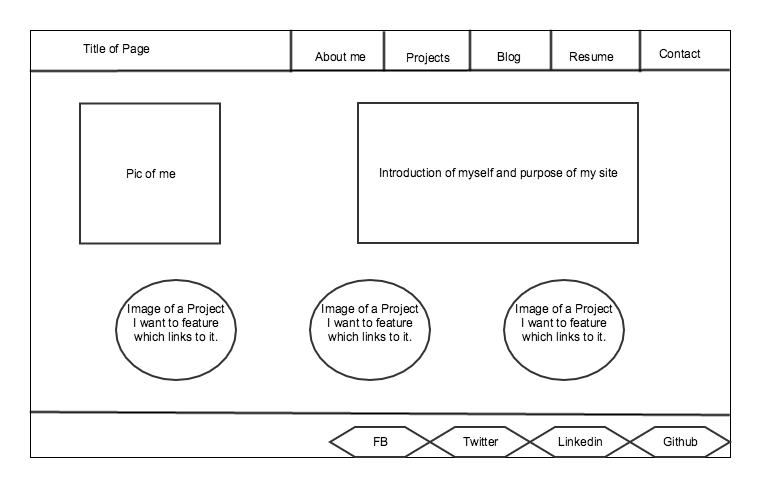 Title of Page
About me
Projects
Blog
Resume
Contact
Pic of me
Introduction of myself and purpose of my site
Image of a Project
I want to feature
which links to it.
Image of a Project
I want to feature
which links to it.
Image of a Project
I want to feature
which links to it.
FB
Twitter
Linkedin
Github